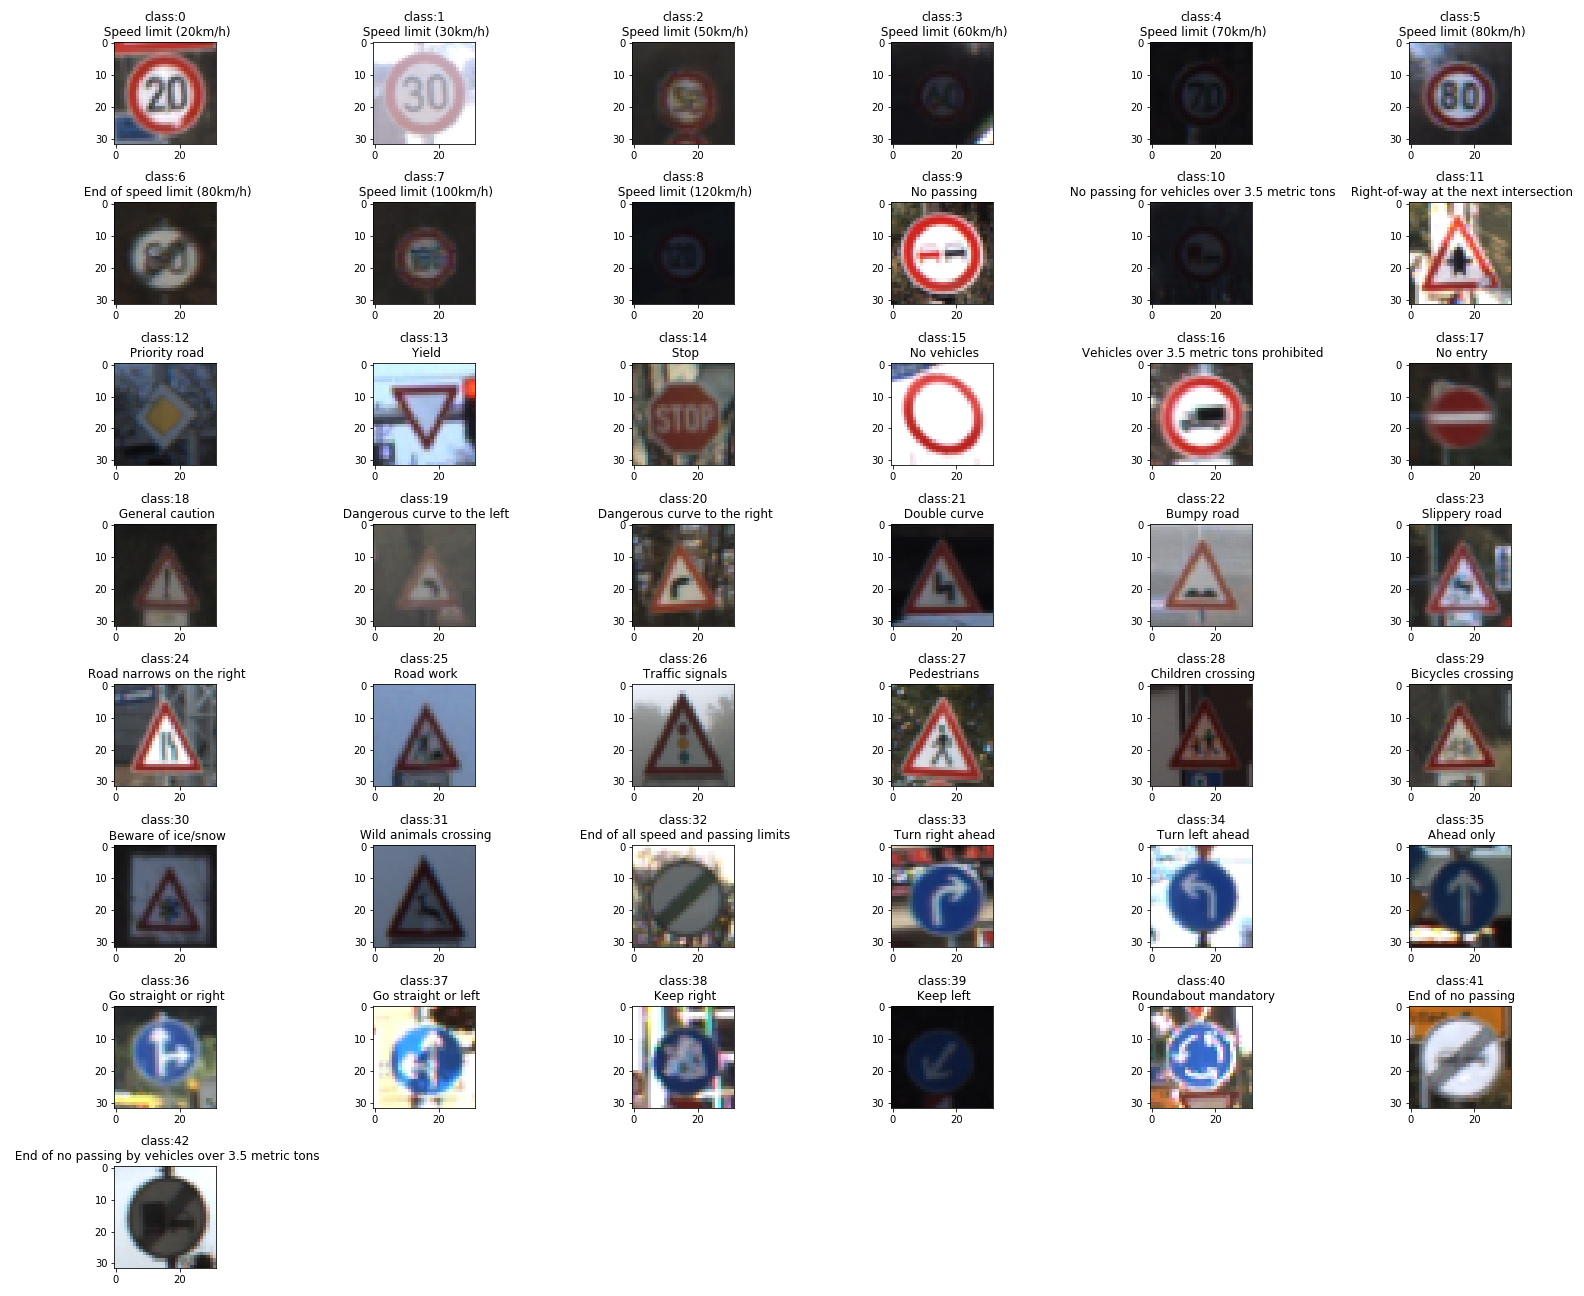 class:0 class:1 class:2 class:3 class:4 class:5
Speed limit (20km/h) Speed limit (30km/h) Speed limit (50km/h) Speed limit (60km/h) Speed limit (70km/h) Speed limit (80km/h)
0 0 0 0 0 0
10 10 10 10 10 10
20 30 60 70 80
20 20 20 20 20 20
30 30 30 30 30 30
0 20 0 20 0 20 0 20 0 20 0 20
class:6 class:7 class:8 class:9 class:10 class:11
End of speed limit (80km/h) Speed limit (100km/h) Speed limit (120km/h) No passing No passing for vehicles over 3.5 metric tons Right-of-way at the next intersection
0 0 0 0 0 0
10 10 10 10 10 10
20 20 20 20 20 20
30 30 30 30 30 30
0 20 0 20 0 20 0 20 0 20 0 20
class:12 class:13 class:14 class:15 class:16 class:17
Priority road Yield Stop No vehicles Vehicles over 3.5 metric tons prohibited No entry
0 0 0 0 0 0
10 10 10 10 10 10
STOP
20 20 20 20 20 20
30 30 30 30 30 30
0 20 0 20 0 20 0 20 0 20 0 20
class:18 class:19 class:20 class:21 class:22 class:23
General caution Dangerous curve to the left Dangerous curve to the right Double curve Bumpy road Slippery road
0 0 0 0 0 0
10 10 10 10 10 10
20 20 20 20 20 20
30 30 30 30 30 30
0 20 0 20 0 20 0 20 0 20 0 20
class:24 class:25 class:26 class:27 class:28 class:29
Road narrows on the right Road work Traffic signals Pedestrians Children crossing Bicycles crossing
0 0 0 0 0 0
10 10 10 10 10 10
20 20 20 20 20 20
30 30 30 30 30 30
0 20 0 20 0 20 0 20 0 20 0 20
class:30 class:31 class:32 class:33 class:34 class:35
Beware of ice/snow Wild animals crossing End of all speed and passing limits Turn right ahead Turn left ahead Ahead only
0 0 0 0 0 0
10 10 10 10 10 10
20 20 20 20 20 20
30 30 30 30 30 30
0 20 0 20 0 20 0 20 0 20 0 20
class:36 class:37 class:38 class:39 class:40 class:41
Go straight or right Go straight or left Keep right Keep left Roundabout mandatory End of no passing
0 0 0 0 0 0
10 10 10 10 10 10
20 20 20 20 20 20
30 30 30 30 30 30
0 20 0 20 0 20 0 20 0 20 0 20
class:42
End of no passing by vehicles over 3.5 metric tons
0
10
20
30
0 20